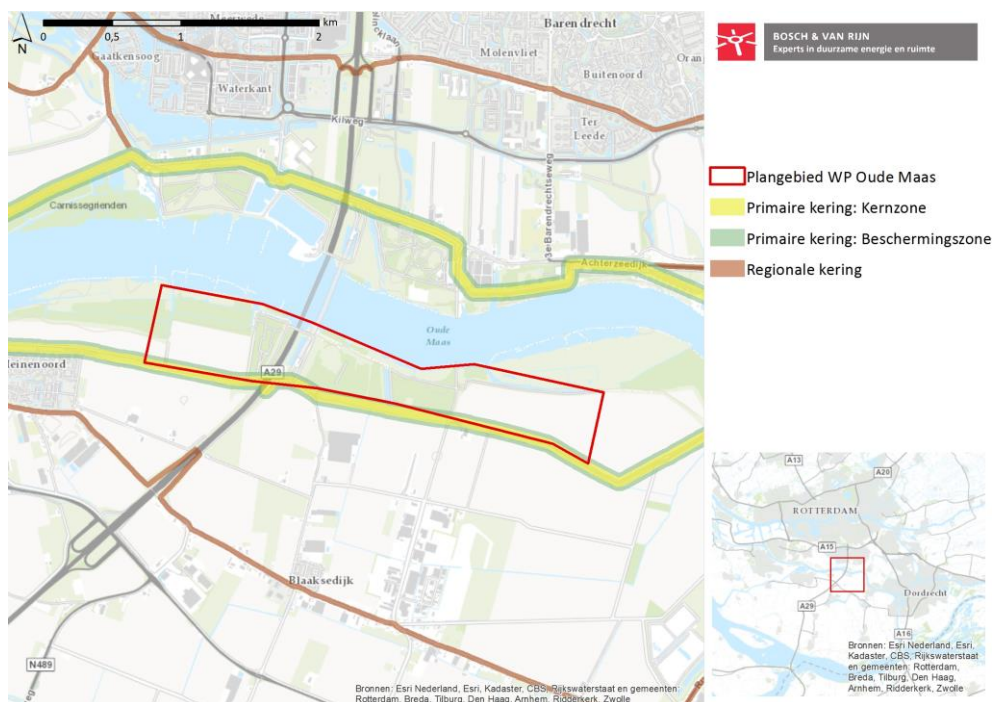 0 0,5 1 2 km
N
Barendrecht
Gaatkensoog
Molenvliet
Buitenoord
Waterkant
Kilweg
Ter
Leede
3e-Barendrechtseweg
Carnissegrienden
Achterzeedijk
Oude
Maas
A29
Heinenoord
Blaaksedijk
N489
Bronnen: Esri Nederland, Esri, Kadaster, CBS, Rijkswaterstaat en gemeenten:
Rotterdam, Breda, Tilburg, Den Haag, Arnhem, Ridderkerk, Zwolle
BOSCH & VAN RIJN
Experts in duurzame energie en ruimte
Plangebied WP Oude Maas
Primaire kering: Kernzone
Primaire kering: Beschermingszone
Regionale kering
A13
A20
ROTTERDAM
A15
A29
Dordrecht
A16
Bronnen: Esri Nederland, Esri,
Kadaster, CBS, Rijkswaterstaat
en gemeenten: Rotterdam,
Breda, Tilburg, Den Haag,
Arnhem, Ridderkerk, Zwolle